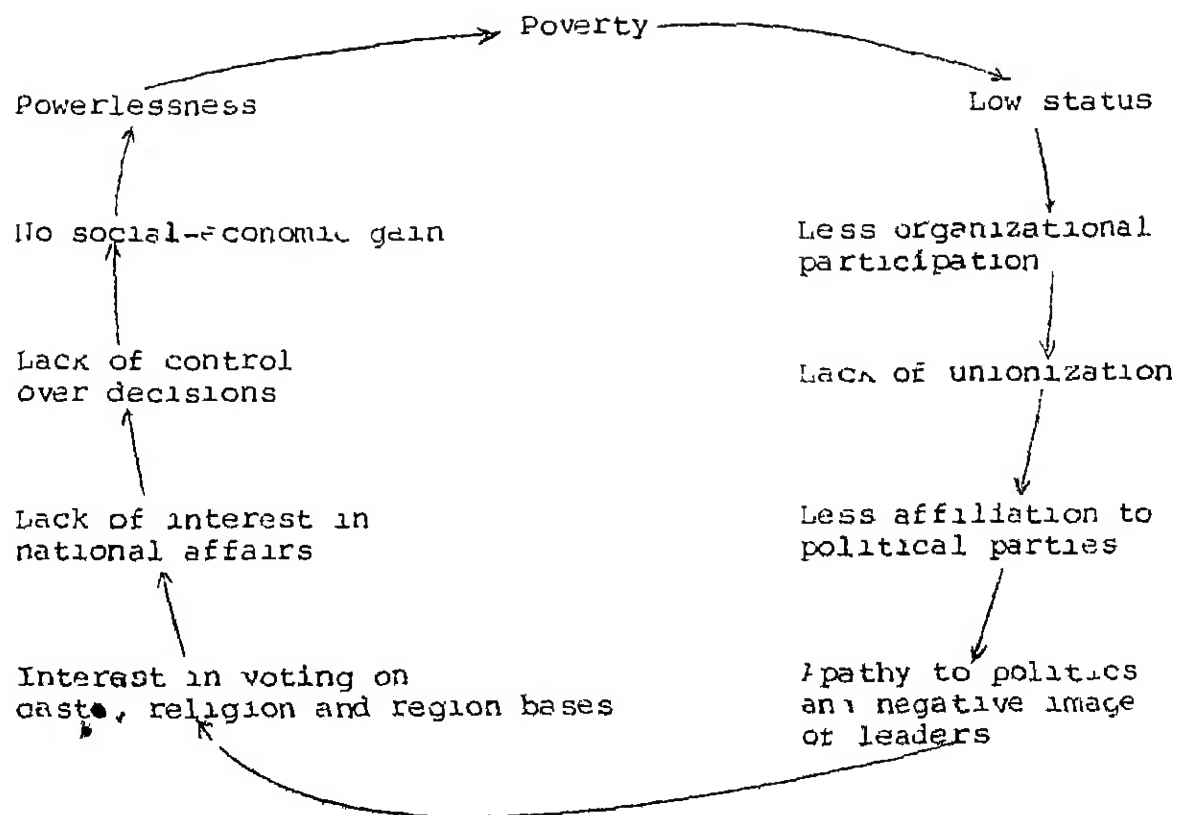 Poverty
Powerlessness
Low status
No social-economic gain
Less organizational
participation
Lack of control
over decisions
Lack of unionization
Lack of interest in
national affairs
Less affiliation to
political parties
Interest in voting on
caste, religion and region bases
Apathy to politics
and negative image
of leaders